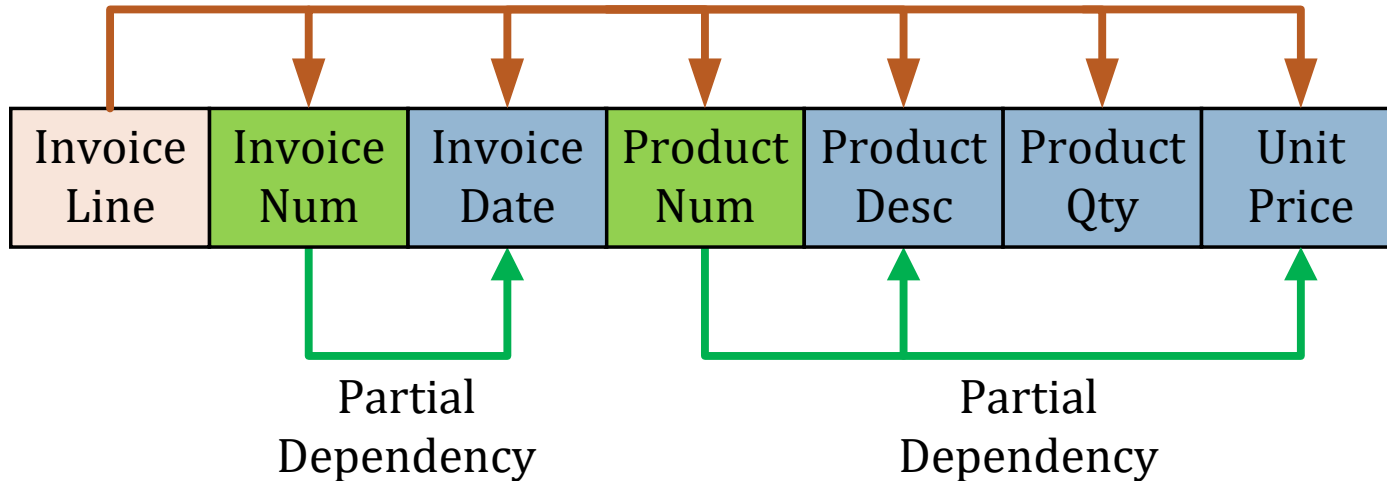 Invoice Invoice Invoice Product Product Product Unit
Line Num Date Num Desc Qty Price
Partial Partial
Dependency Dependency